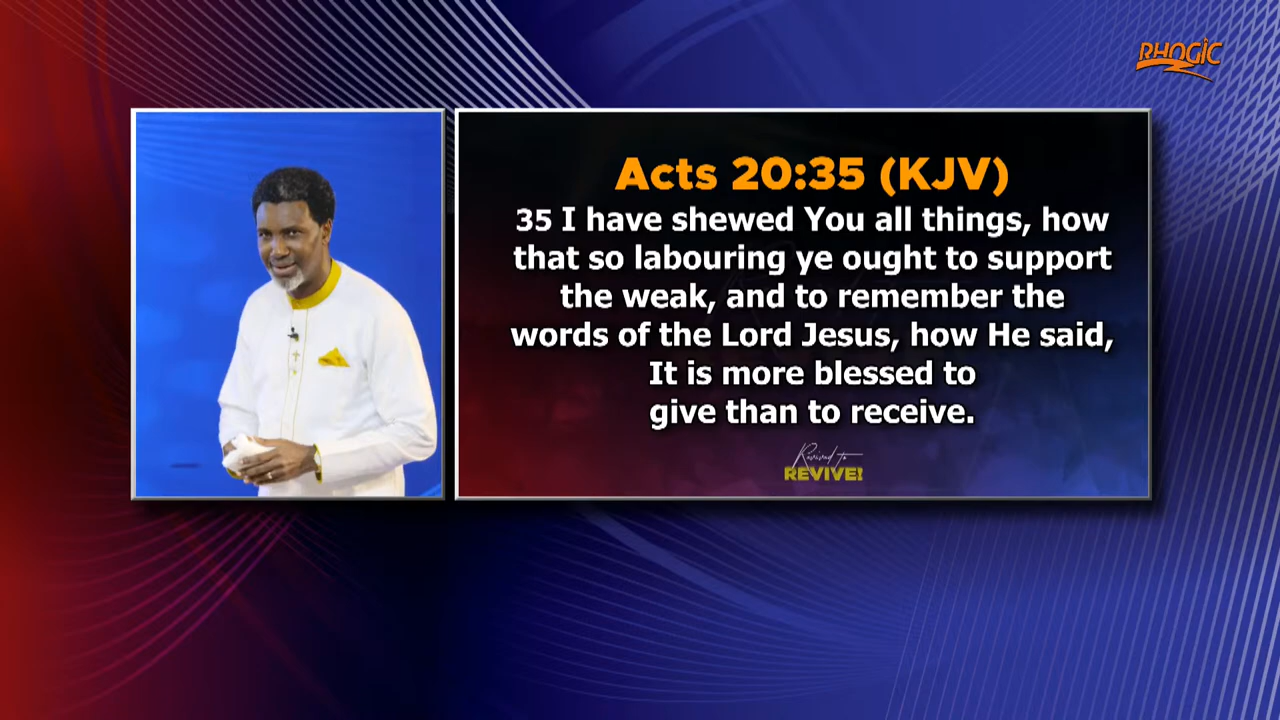 RHOGIC
Acts 20:35 (KJV)
35 I have shewed You all things, how
that so labouring ye ought to support
the weak, and to remember the
words of the Lord Jesus, how He said,
It is more blessed to
give than to receive.
Revived to
REVIVE!